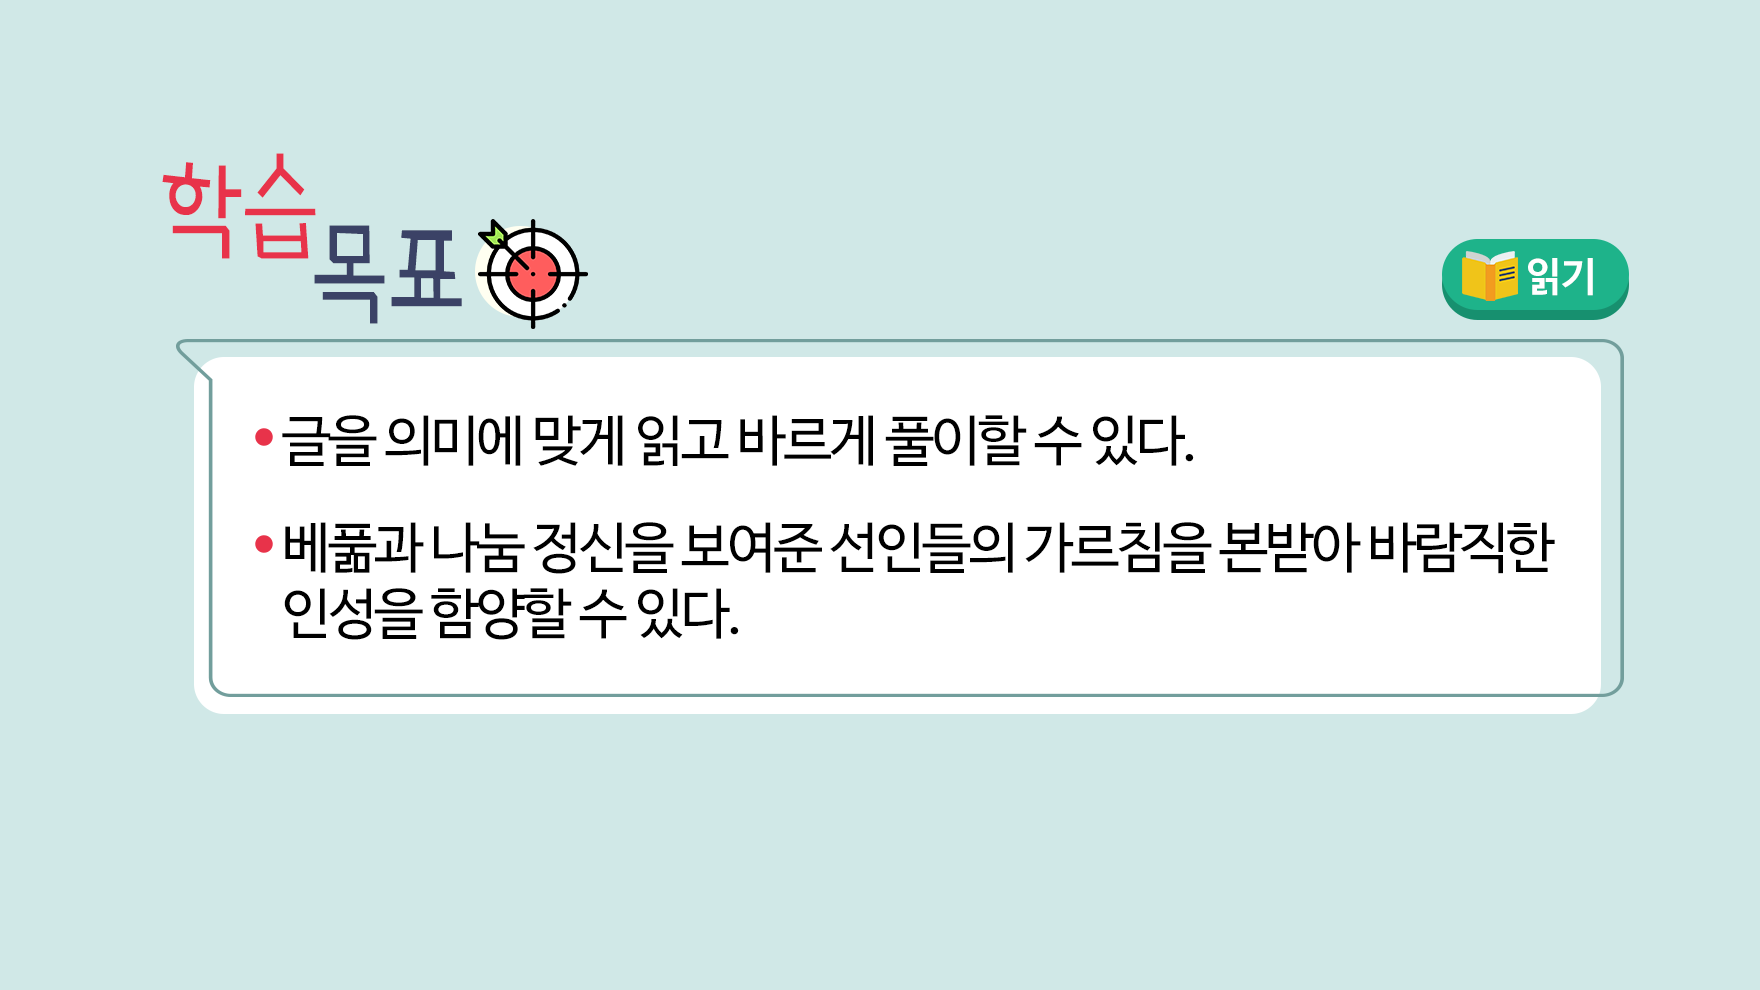 학습
목표
읽기
• 글을 의미에 맞게 읽고 바르게 풀이할 수 있다.
• 베풂과 나눔 정신을 보여준 선인들의 가르침을 본받아 바람직한
인성을 함양할 수 있다.